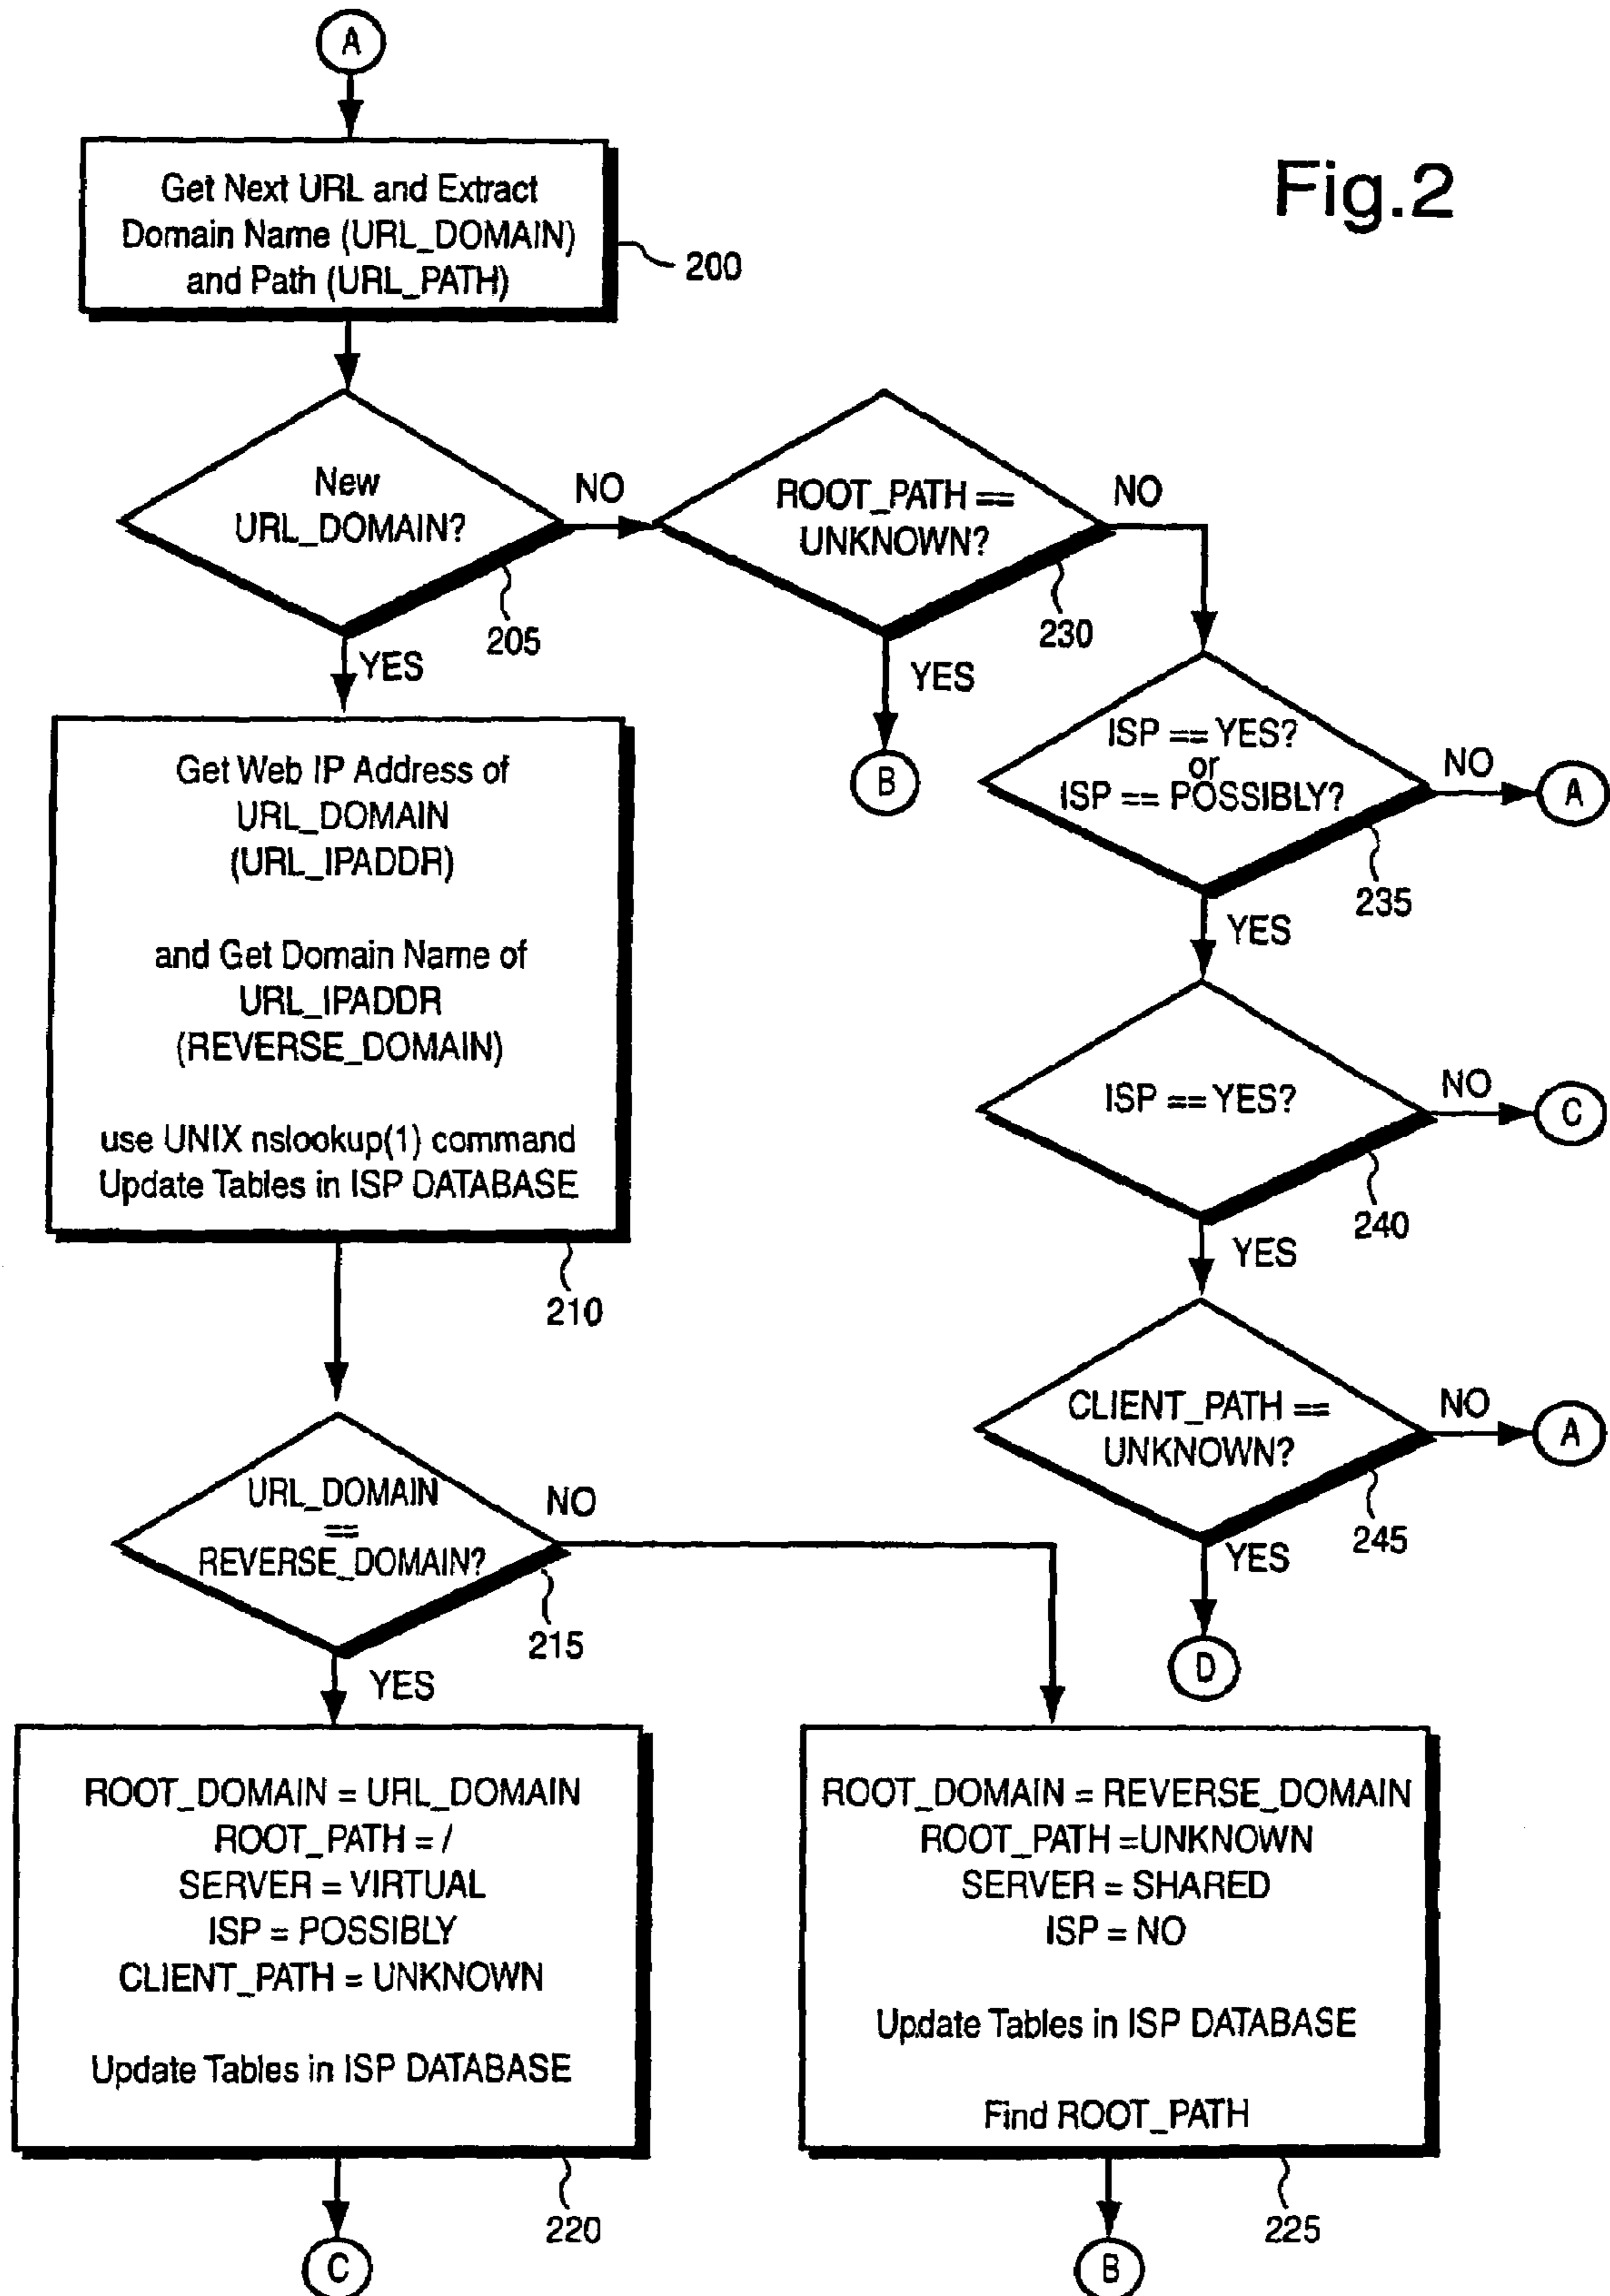 A
Fig.2
Get Next URL and Extract
Domain Name (URL_DOMAIN)
and Path (URL_PATH)
200
New
URL_DOMAIN?
NO
205
YES
ROOT_PATH ==
UNKNOWN?
NO
230
YES
B
ISP == YES?
or
ISP == POSSIBLY?
NO
A
235
YES
Get Web IP Address of
URL_DOMAIN
(URL_IPADDR)
and Get Domain Name of
URL_IPADDR
(REVERSE_DOMAIN)
use UNIX nslookup(1) command
Update Tables in ISP DATABASE
210
ISP == YES?
NO
C
240
YES
CLIENT_PATH ==
UNKNOWN?
NO
A
245
YES
D
URL_DOMAIN
==
REVERSE_DOMAIN?
NO
215
YES
ROOT_DOMAIN = URL_DOMAIN
ROOT_PATH = /
SERVER = VIRTUAL
ISP = POSSIBLY
CLIENT_PATH = UNKNOWN
Update Tables in ISP DATABASE
220
C
ROOT_DOMAIN = REVERSE_DOMAIN
ROOT_PATH =UNKNOWN
SERVER = SHARED
ISP = NO
Update Tables in ISP DATABASE
Find ROOT_PATH
225
B